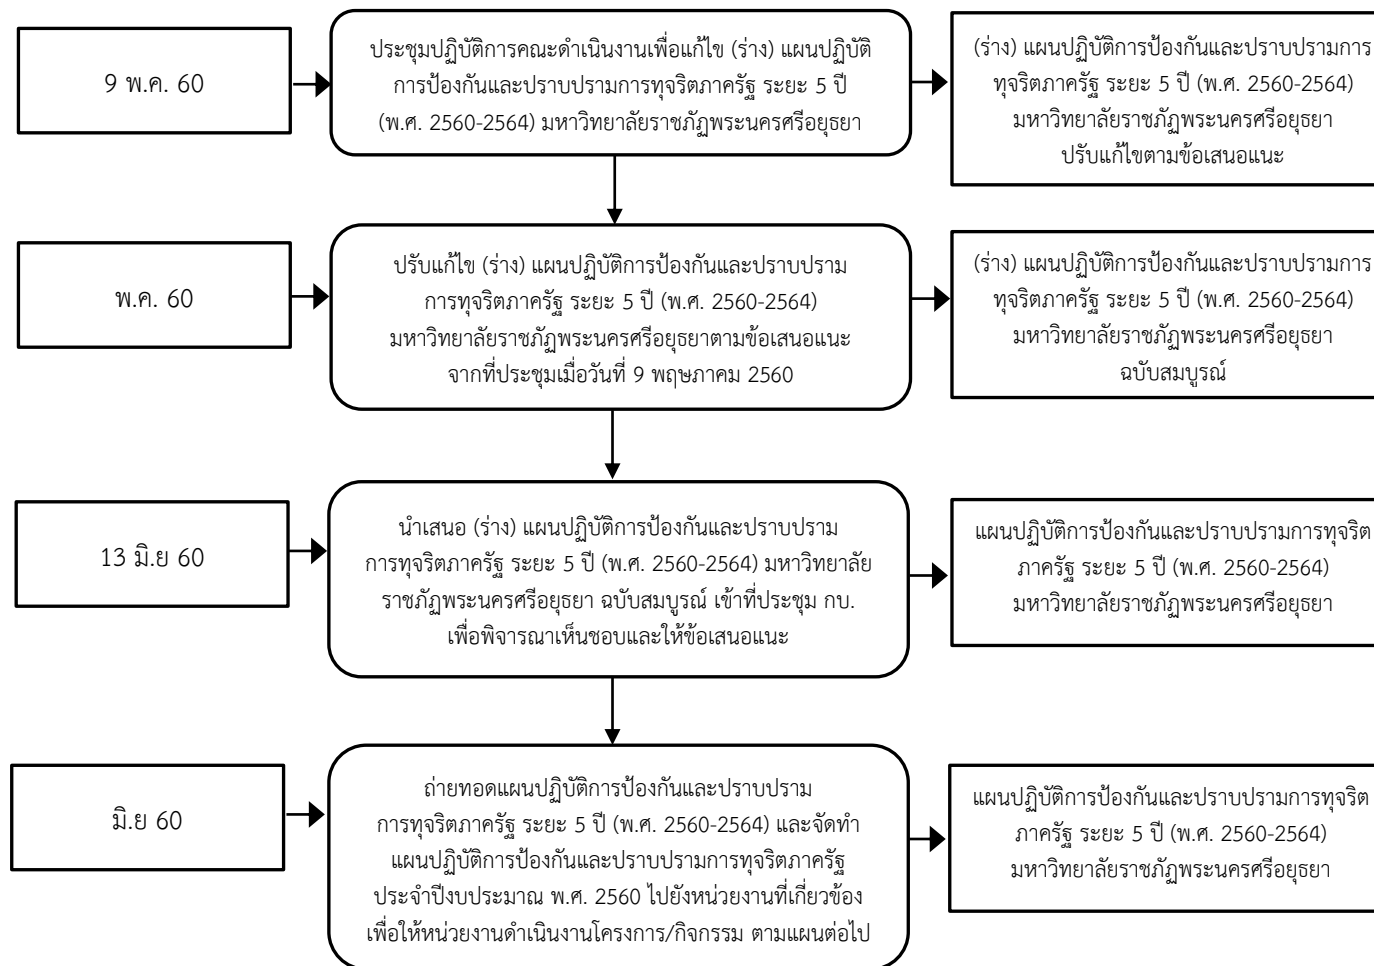 9 พ.ค. 60
ประชุมปฏิบัติการคณะดำเนินงานเพื่อแก้ไข (ร่าง) แผนปฏิบัติ
การป้องกันและปราบปรามการทุจริตภาครัฐ ระยะ 5 ปี
(พ.ศ. 2560-2564) มหาวิทยาลัยราชภัฏพระนครศรีอยุธยา
(ร่าง) แผนปฏิบัติการป้องกันและปราบปรามการ
ทุจริตภาครัฐ ระยะ 5 ปี (พ.ศ. 2560-2564)
มหาวิทยาลัยราชภัฏพระนครศรีอยุธยา
ปรับแก้ไขตามข้อเสนอแนะ
พ.ค. 60
ปรับแก้ไข (ร่าง) แผนปฏิบัติการป้องกันและปราบปราม
การทุจริตภาครัฐ ระยะ 5 ปี (พ.ศ. 2560-2564)
มหาวิทยาลัยราชภัฏพระนครศรีอยุธยาตามข้อเสนอแนะ
จากที่ประชุมเมื่อวันที่ 9 พฤษภาคม 2560
(ร่าง) แผนปฏิบัติการป้องกันและปราบปรามการ
ทุจริตภาครัฐ ระยะ 5 ปี (พ.ศ. 2560-2564)
มหาวิทยาลัยราชภัฏพระนครศรีอยุธยา
ฉบับสมบูรณ์
13 มิ.ย 60
นำเสนอ (ร่าง) แผนปฏิบัติการป้องกันและปราบปราม
การทุจริตภาครัฐ ระยะ 5 ปี (พ.ศ. 2560-2564) มหาวิทยาลัย
ราชภัฏพระนครศรีอยุธยา ฉบับสมบูรณ์ เข้าที่ประชุม กบ.
เพื่อพิจารณาเห็นชอบและให้ข้อเสนอแนะ
แผนปฏิบัติการป้องกันและปราบปรามการทุจริต
ภาครัฐ ระยะ 5 ปี (พ.ศ. 2560-2564)
มหาวิทยาลัยราชภัฏพระนครศรีอยุธยา
มิ.ย 60
ถ่ายทอดแผนปฏิบัติการป้องกันและปราบปราม
การทุจริตภาครัฐ ระยะ 5 ปี (พ.ศ. 2560-2564) และจัดทำ
แผนปฏิบัติการป้องกันและปราบปรามการทุจริตภาครัฐ
ประจำปีงบประมาณ พ.ศ. 2560 ไปยังหน่วยงานที่เกี่ยวข้อง
เพื่อให้หน่วยงานดำเนินงานโครงการ/กิจกรรม ตามแผนต่อไป
แผนปฏิบัติการป้องกันและปราบปรามการทุจริต
ภาครัฐ ระยะ 5 ปี (พ.ศ. 2560-2564)
มหาวิทยาลัยราชภัฏพระนครศรีอยุธยา